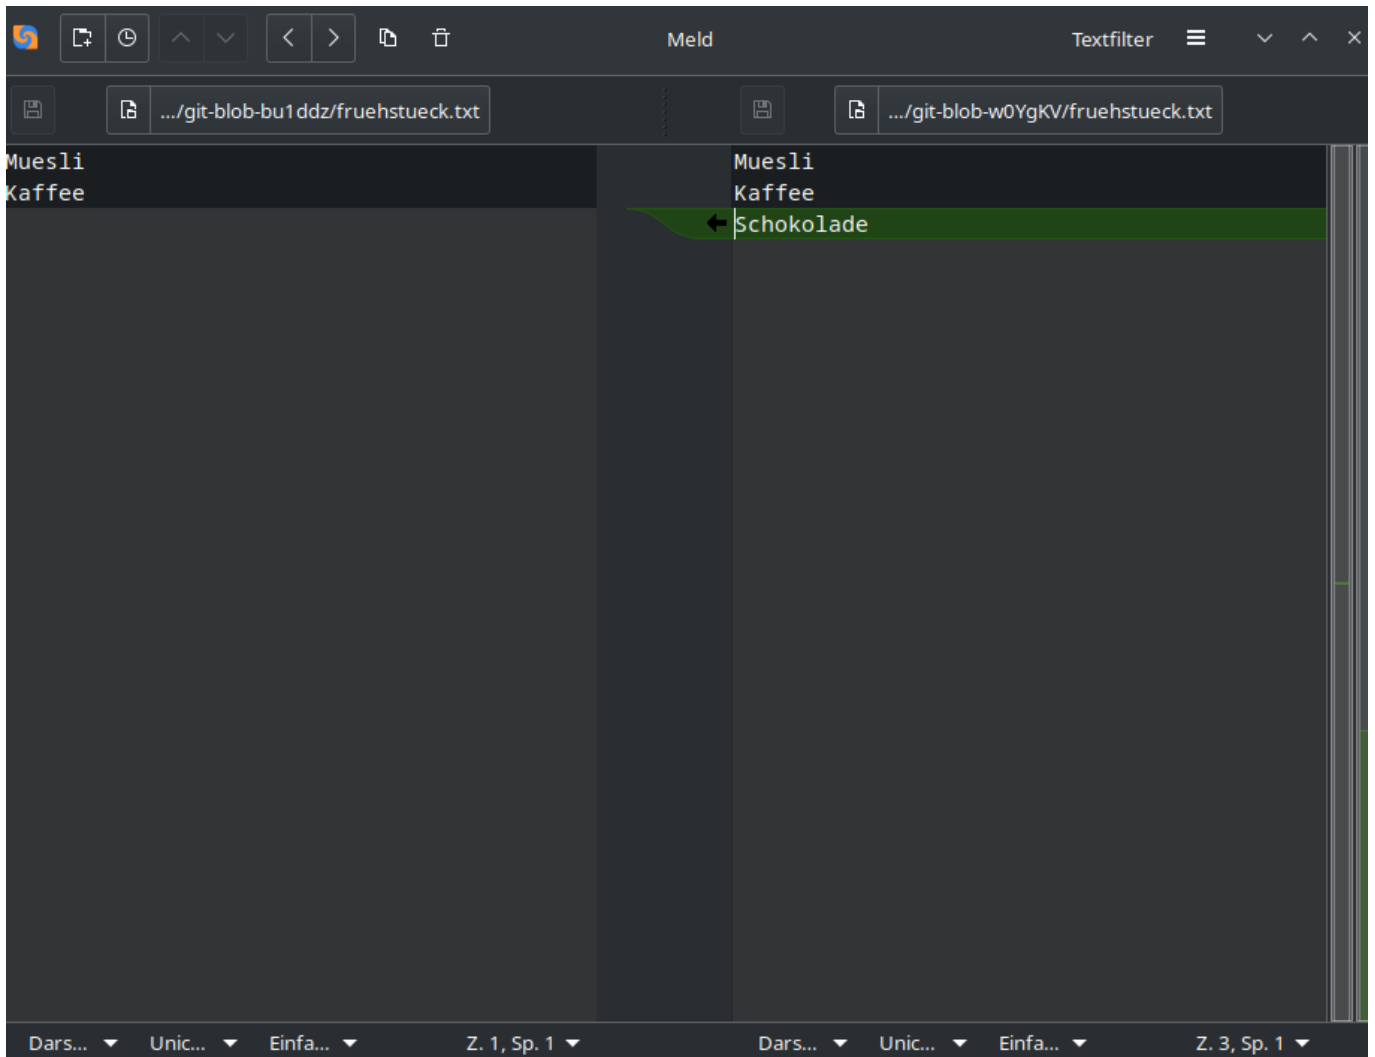 Meld
Textfilter
.../git-blob-bu1ddz/fruehstueck.txt
.../git-blob-w0YgKV/fruehstueck.txt
Muesli
Kaffee
Muesli
Kaffee
Schokolade
Dars... Unic... Einfa... Z. 1, Sp. 1
Dars... Unic... Einfa... Z. 3, Sp. 1